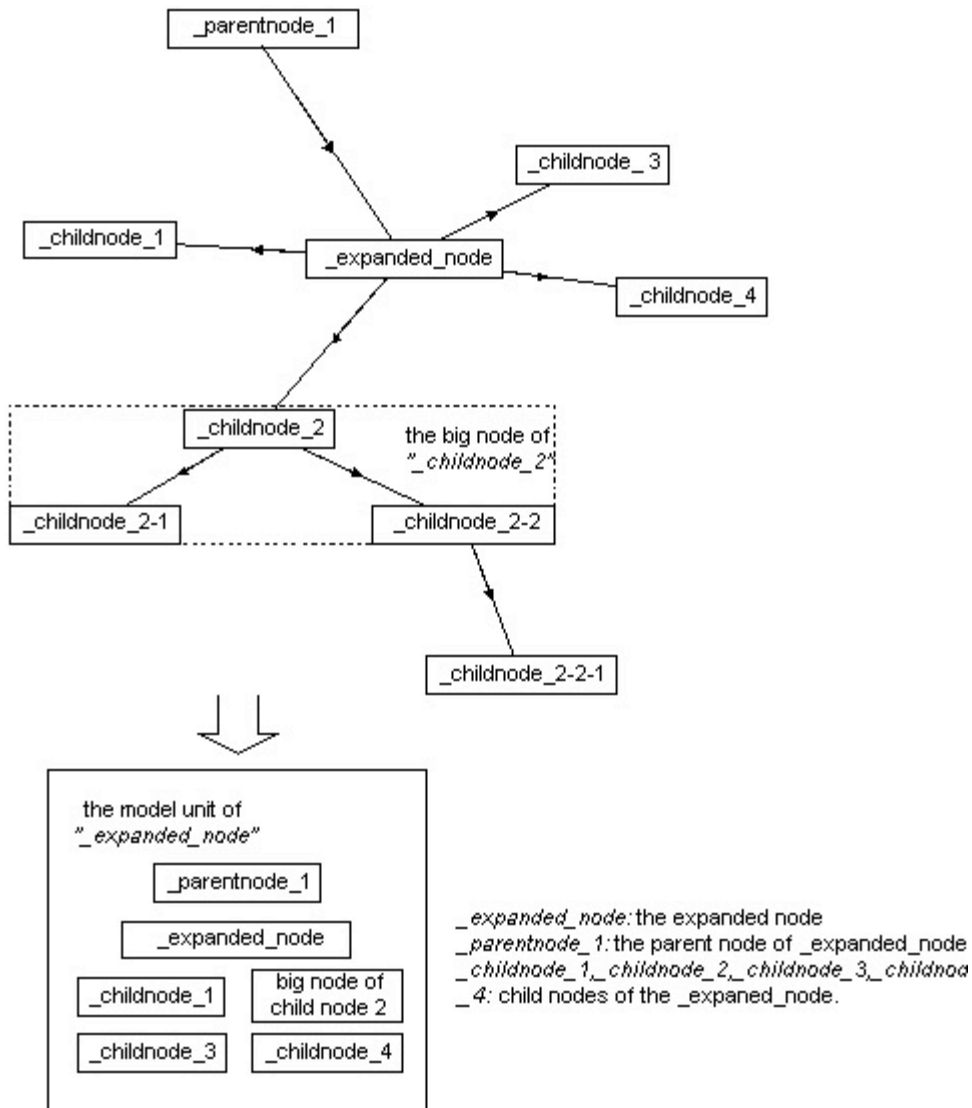 _parentnode_1
_childnode_ 3
_childnode_1
_expanded_node
_childnode_4
_childnode_2
the big node of
"_childnode_2"
_childnode_2-1
_childnode_2-2
_childnode_2-2-1
the model unit of
"_expanded_node"
_parentnode_1
_expanded_node
_childnode_1
big node of
child node 2
_childnode_3
_childnode_4
_expanded_node: the expanded node
_parentnode_1: the parent node of _expanded_node
_childnode_1,_childnode_2,_childnode_3,_childnod
_4: child nodes of the _expaned_node.